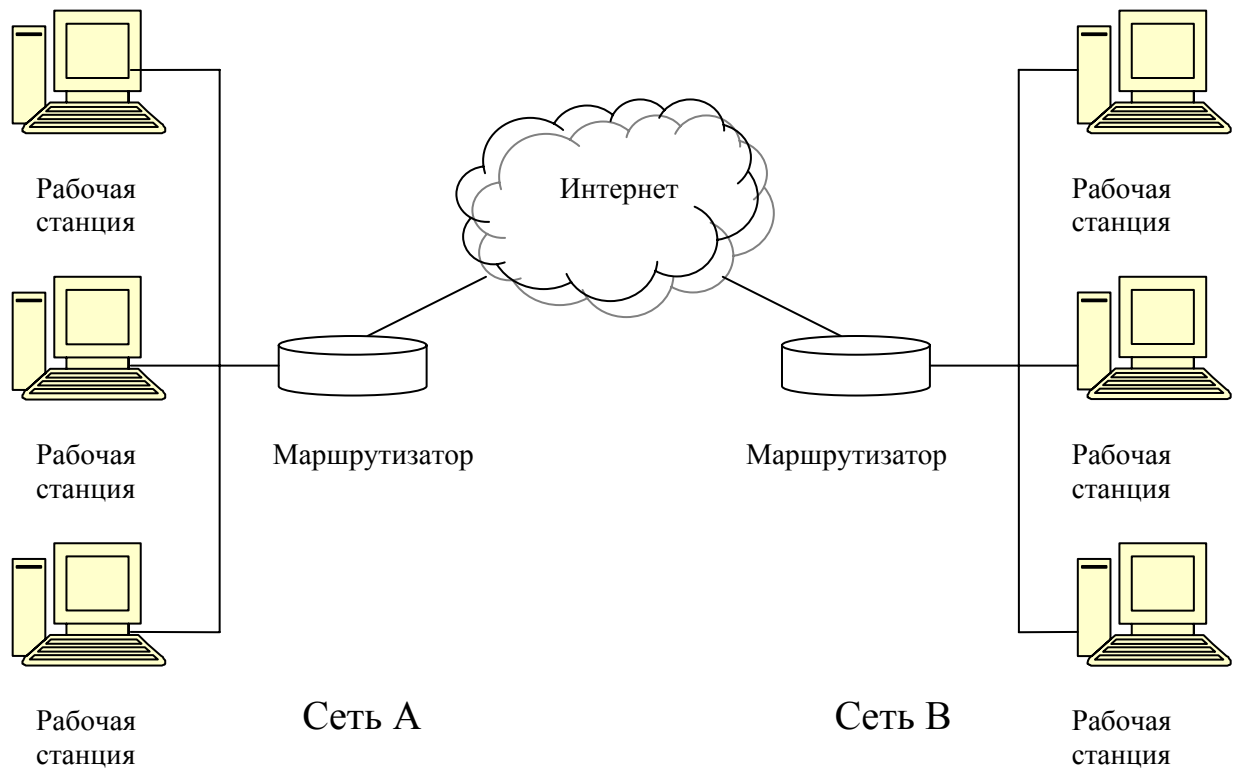 Рабочая
станция
Интернет
Рабочая
станция
Рабочая
станция
Маршрутизатор
Маршрутизатор
Рабочая
станция
Рабочая
станция
Сеть А
Сеть В
Рабочая
станция